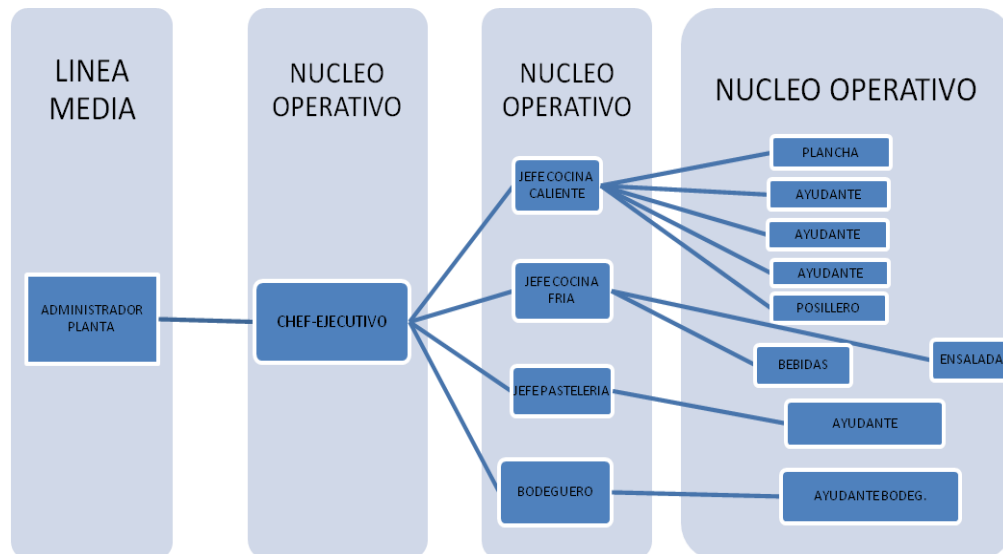 LINEA
MEDIA
ADMINISTRADOR
PLANTA
NUCLEO
OPERATIVO
CHEF-EJECUTIVO
NUCLEO
OPERATIVO
JEFE COCINA
CALIENTE
JEFE COCINA
FRIA
JEFE PASTELERIA
BODEGUERO
NUCLEO OPERATIVO
PLANCHA
AYUDANTE
AYUDANTE
AYUDANTE
POSILLERO
BEBIDAS
ENSALADA
AYUDANTE
AYUDANTE BODEG.